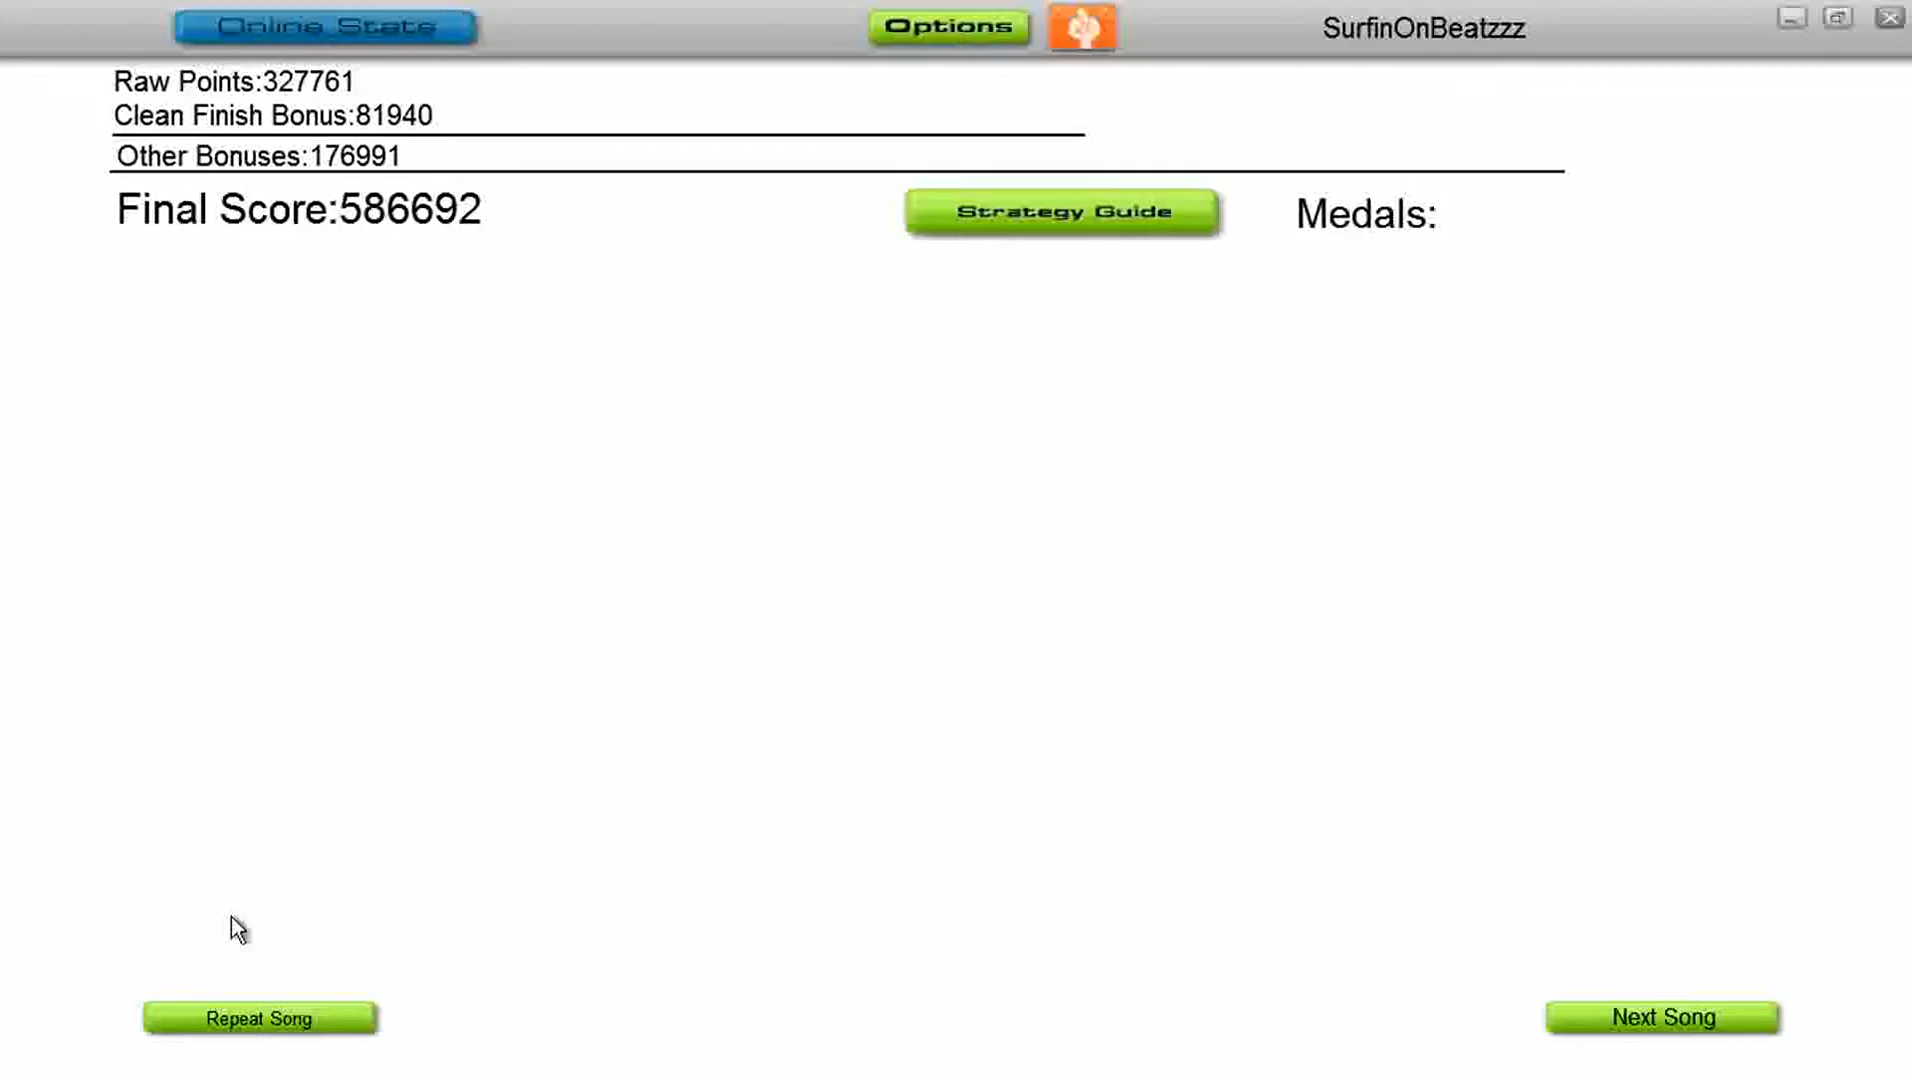 Online Stats
Options
SurfinOnBeatzzz
Raw Points:327761
Clean Finish Bonus:81940
Other Bonuses:176991
Final Score:586692
Strategy Guide
Medals:
Repeat Song
Next Song